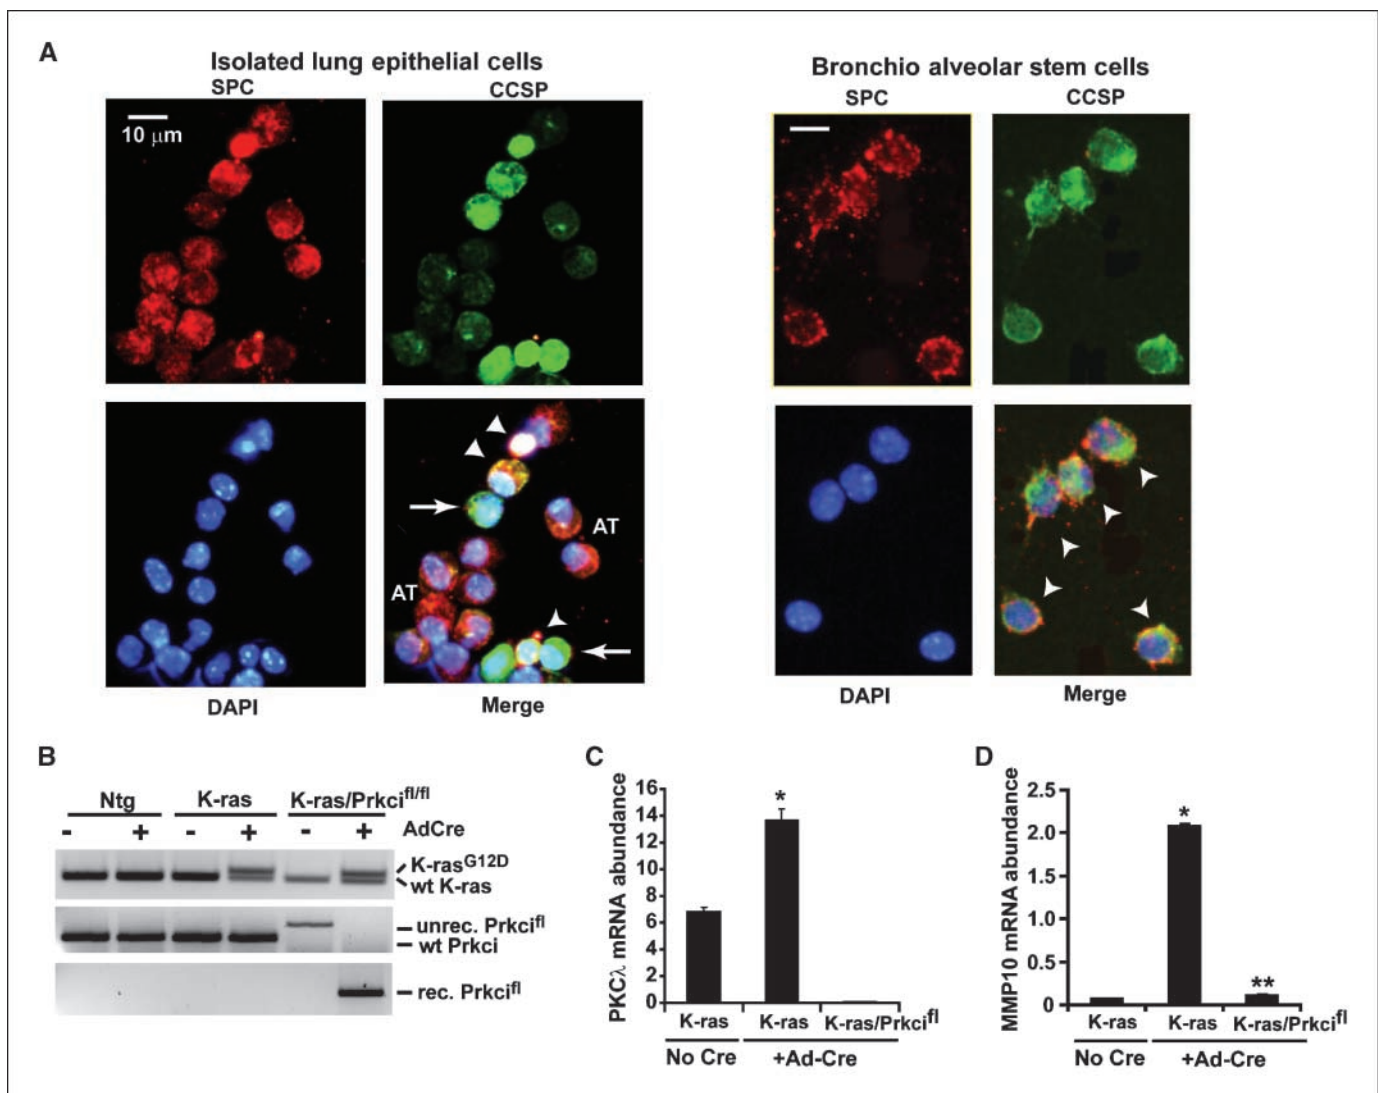 A
Isolated lung epithelial cells
SPC CCSP
10 μm
AT
AT
DAPI Merge
Bronchio alveolar stem cells
SPC CCSP
DAPI Merge
B
Ntg K-ras K-ras/Prkci^fl/fl
- + - + - + AdCre
K-ras^G12D
wt K-ras
unrec. Prkci^fl
wt Prkci
rec. Prkci^fl
C
PKCλ mRNA abundance
16
14
12
10
8
6
4
2
0
*
K-ras K-ras K-ras/Prkci^fl
No Cre +Ad-Cre
D
MMP10 mRNA abundance
2.5
2.0
1.5
1.0
0.5
0
*
**
K-ras K-ras K-ras/Prkci^fl
No Cre +Ad-Cre